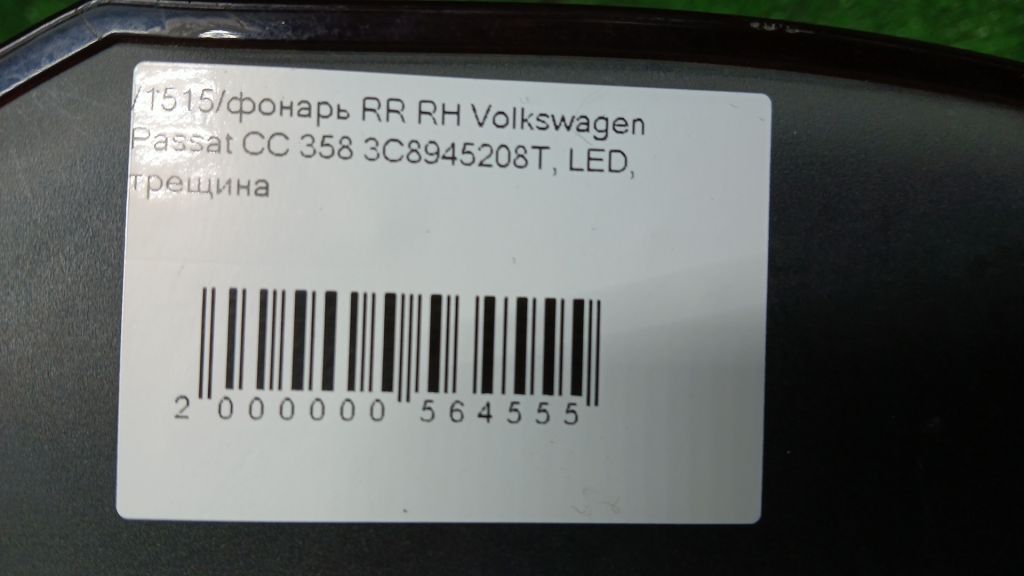 /1515/фонарь RR RH Volkswagen
Passat CC 358 3C8945208T, LED,
трещина
2 000000 564555